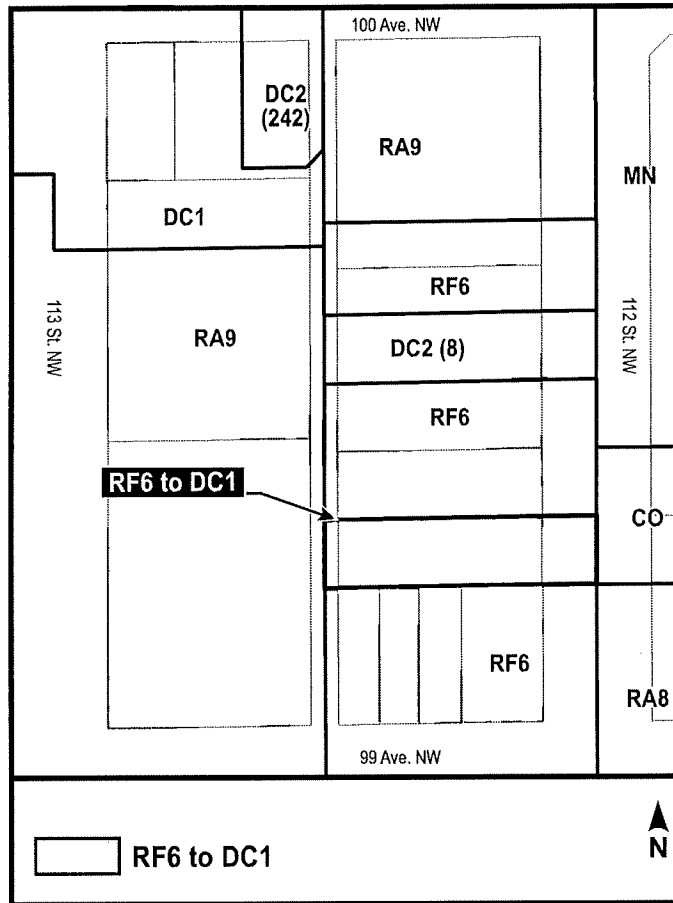 100 Ave. NW
DC2
(242)
RA9
MN
DC1
RF6
113 St. NW
RA9
DC2 (8)
112 St. NW
RF6
RF6 to DC1
CO
RF6
RA8
99 Ave. NW
RF6 to DC1
N